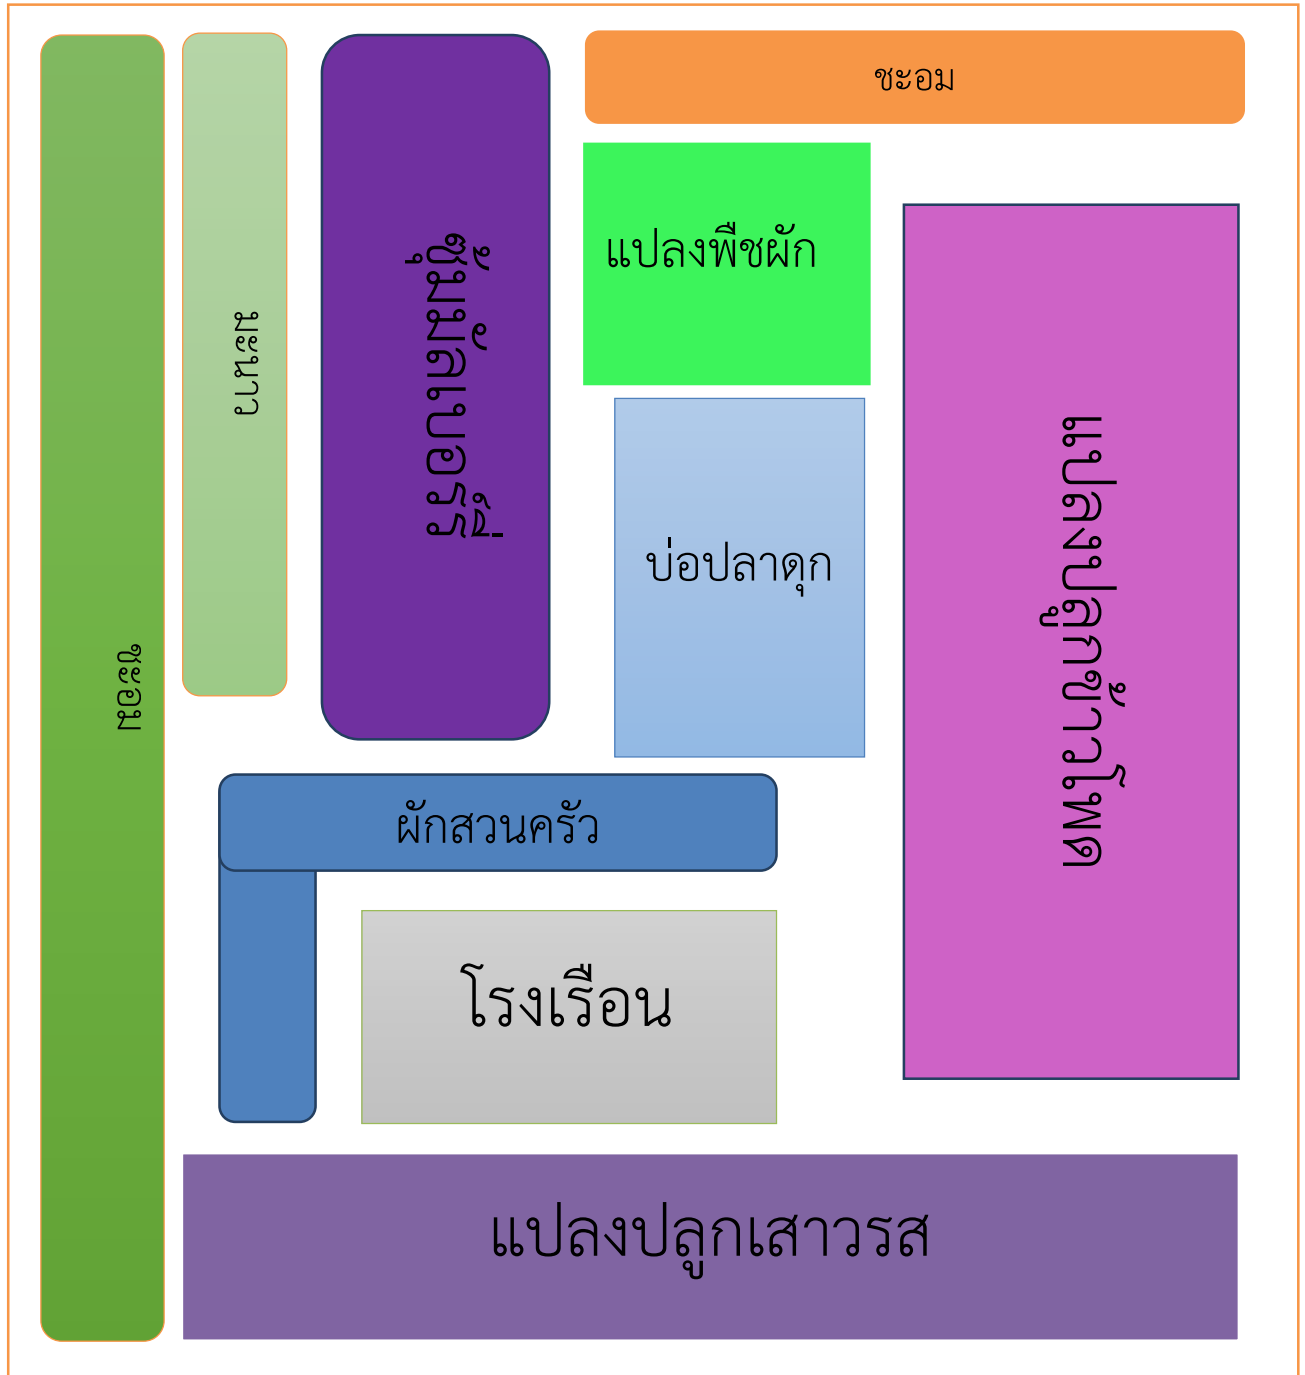 ชะอม
แปลงพืชผัก
ซุ้มมัลเบอร์รี่
มะนาว
แปลงปลูกข้าวโพด
บ่อปลาดุก
ชะอม
ผักสวนครัว
โรงเรือน
แปลงปลูกเสาวรส